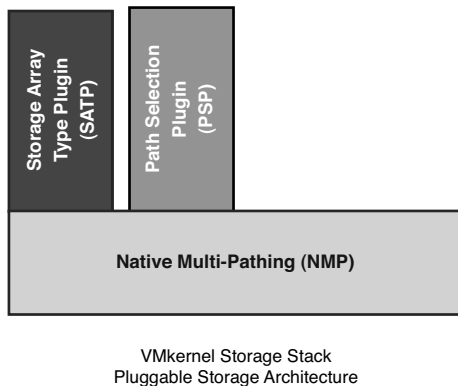 Storage Array
Type Plugin
(SATP)
Path Selection
Plugin
(PSP)
Native Multi-Pathing (NMP)
VMkernel Storage Stack
Pluggable Storage Architecture